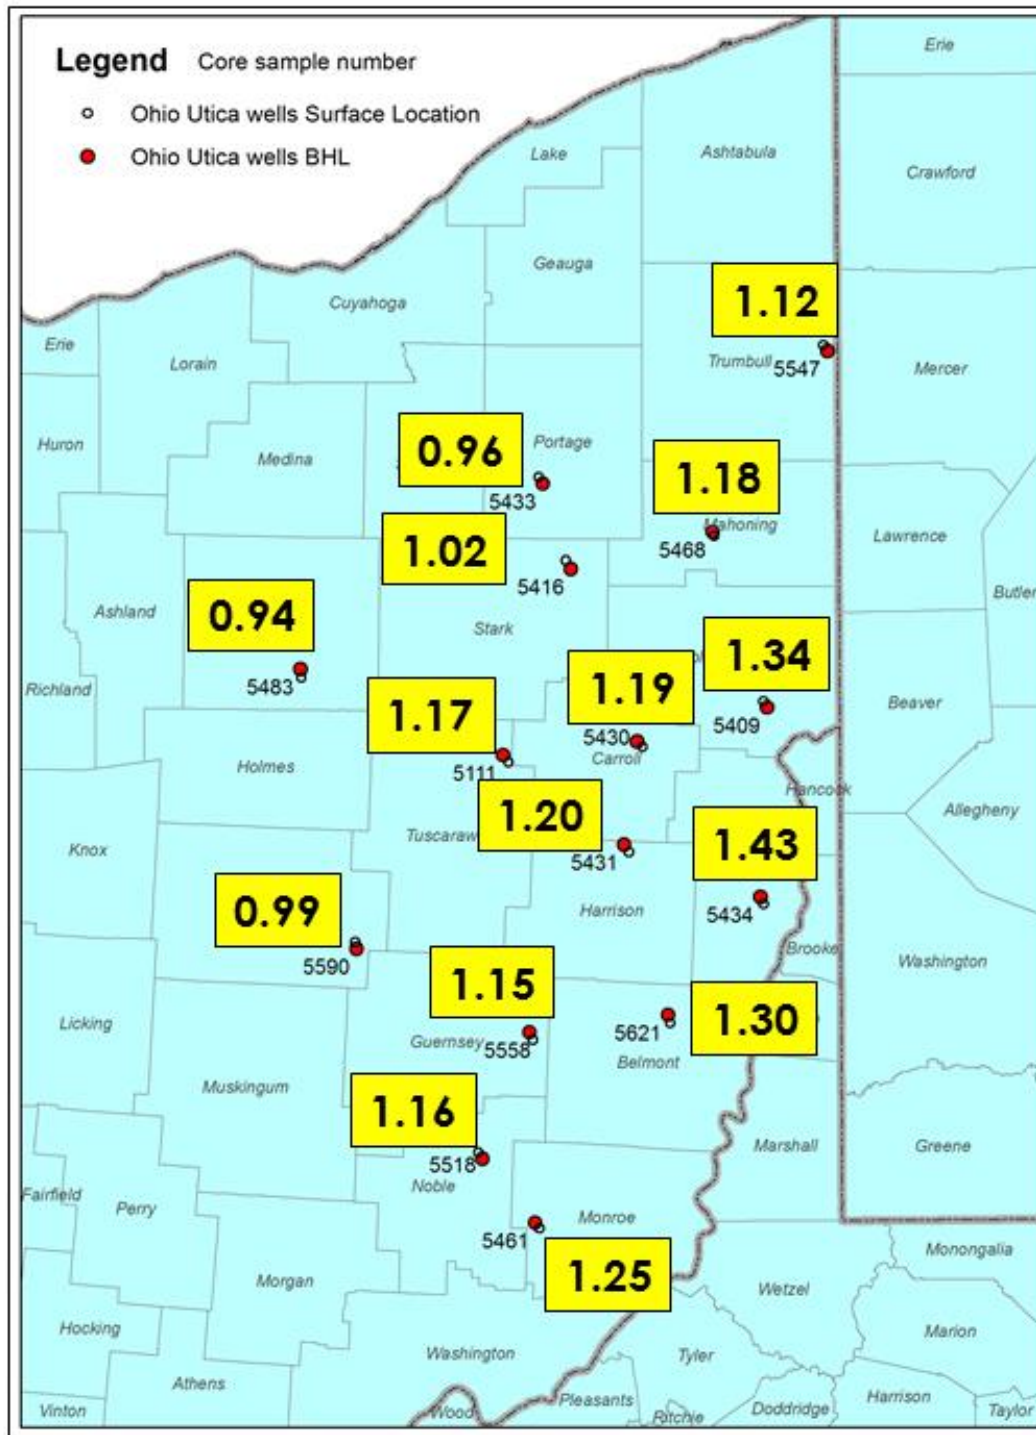 Legend Core sample number
Ohio Utica wells Surface Location
Ohio Utica wells BHL
Erie
Lake
Ashtabula
Crawford
Geauga
Cuyahoga
1.12
Erie
Lorain
Trumbull
5547
Mercer
Huron
Medina
0.96
Portage
5433
1.18
Mahoning
5468
Lawrence
1.02
5416
Butler
Ashland
0.94
Stark
5483
Richland
1.34
5409
Beaver
1.19
5430
Carroll
1.17
5111
Holmes
Hancock
Allegheny
1.20
Tuscaraw
5431
Knox
1.43
5434
0.99
5590
Harrison
Brooke
Washington
1.15
Guernsey
5558
5621
1.30
Belmont
Licking
Muskingum
1.16
5518
Noble
Marshall
Greene
Fairfield
Perry
Monroe
5461
1.25
Monongalia
Morgan
Wetzel
Hocking
Washington
Marion
Athens
Tyler
Vinton
Wood
Pleasants
Ritchie
Doddridge
Harrison
Taylor